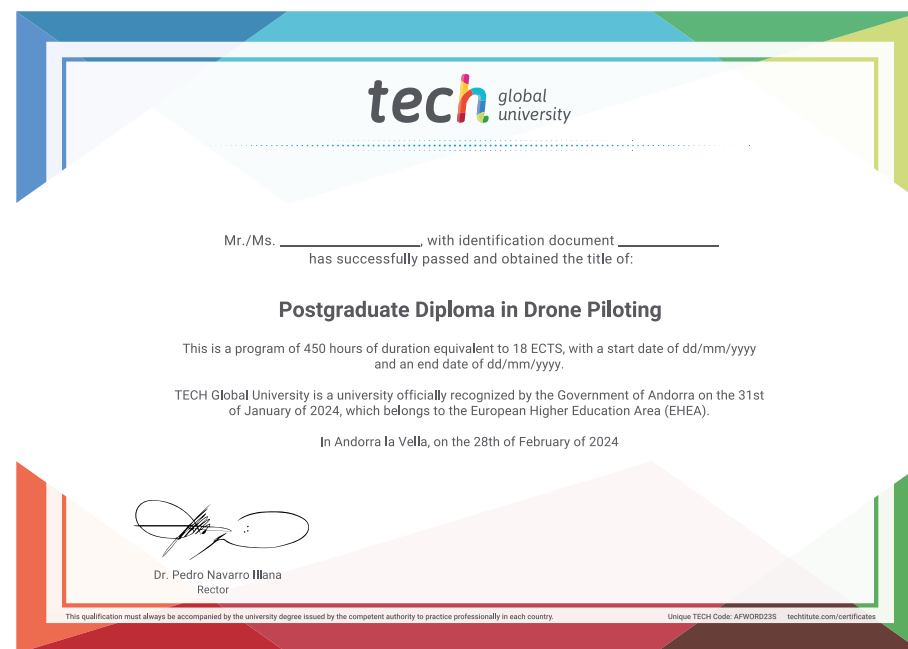 tech global university
Mr./Ms. ____________________, with identification document ______________
has successfully passed and obtained the title of:
Postgraduate Diploma in Drone Piloting
This is a program of 450 hours of duration equivalent to 18 ECTS, with a start date of dd/mm/yyyy
and an end date of dd/mm/yyyy.
TECH Global University is a university officially recognized by the Government of Andorra on the 31st
of January of 2024, which belongs to the European Higher Education Area (EHEA).
In Andorra la Vella, on the 28th of February of 2024
Dr. Pedro Navarro Illana
Rector
This qualification must always be accompanied by the university degree issued by the competent authority to practice professionally in each country.
Unique TECH Code: AFWORD23S techtitute.com/certificates